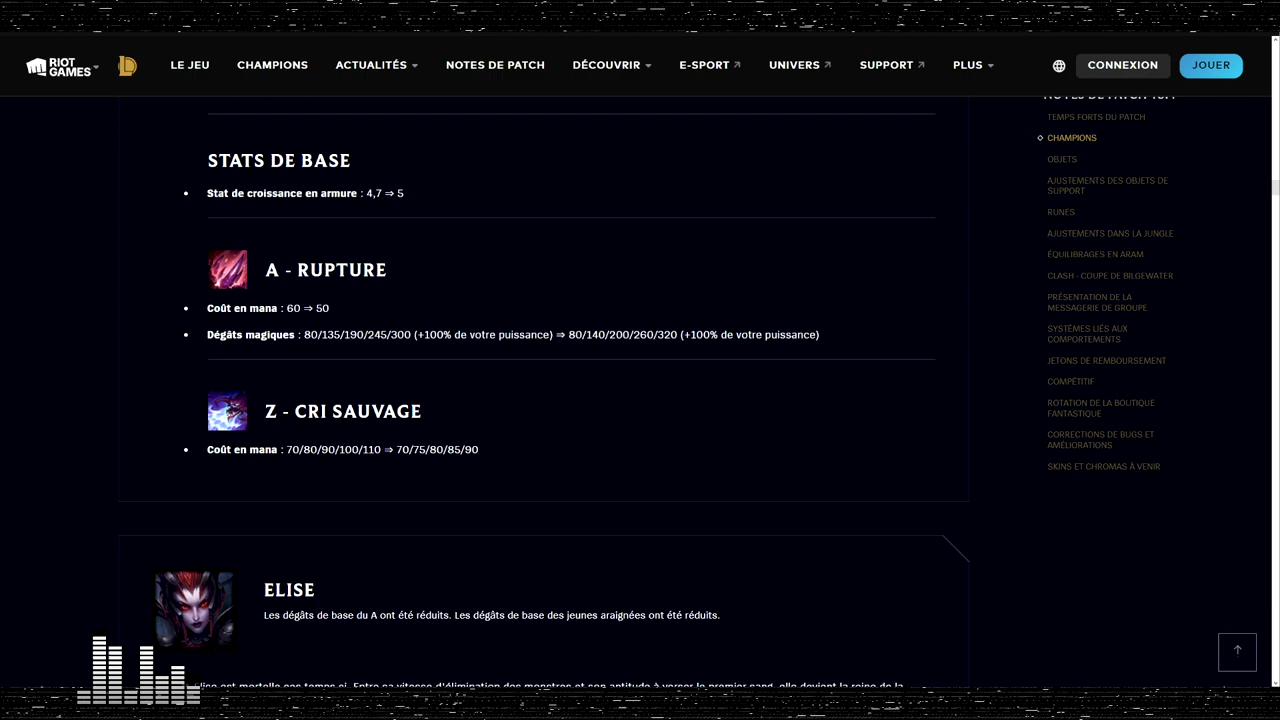 RIOT GAMES
LE JEU
CHAMPIONS
ACTUALITÉS
NOTES DE PATCH
DÉCOUVRIR
E-SPORT
UNIVERS
SUPPORT
PLUS
CONNEXION
JOUER
STATS DE BASE
Stat de croissance en armure : 4,7 ⇒ 5
A - RUPTURE
Coût en mana : 60 ⇒ 50
Dégâts magiques : 80/135/190/245/300 (+100% de votre puissance) ⇒ 80/140/200/260/320 (+100% de votre puissance)
Z - CRI SAUVAGE
Coût en mana : 70/80/90/100/110 ⇒ 70/75/80/85/90
ELISE
Les dégâts de base du A ont été réduits. Les dégâts de base des jeunes araignées ont été réduits.
TEMPS FORTS DU PATCH
CHAMPIONS
OBJETS
AJUSTEMENTS DES OBJETS DE
SUPPORT
RUNES
AJUSTEMENTS DANS LA JUNGLE
ÉQUILIBRAGES EN ARAM
CLASH - COUPE DE BILGEWATER
PRÉSENTATION DE LA
MESSAGERIE DE GROUPE
SYSTÈMES LIÉS AUX
COMPORTEMENTS
JETONS DE REMBOURSEMENT
COMPÉTITIF
ROTATION DE LA BOUTIQUE
FANTASTIQUE
CORRECTIONS DE BUGS ET
AMÉLIORATIONS
SKINS ET CHROMAS À VENIR